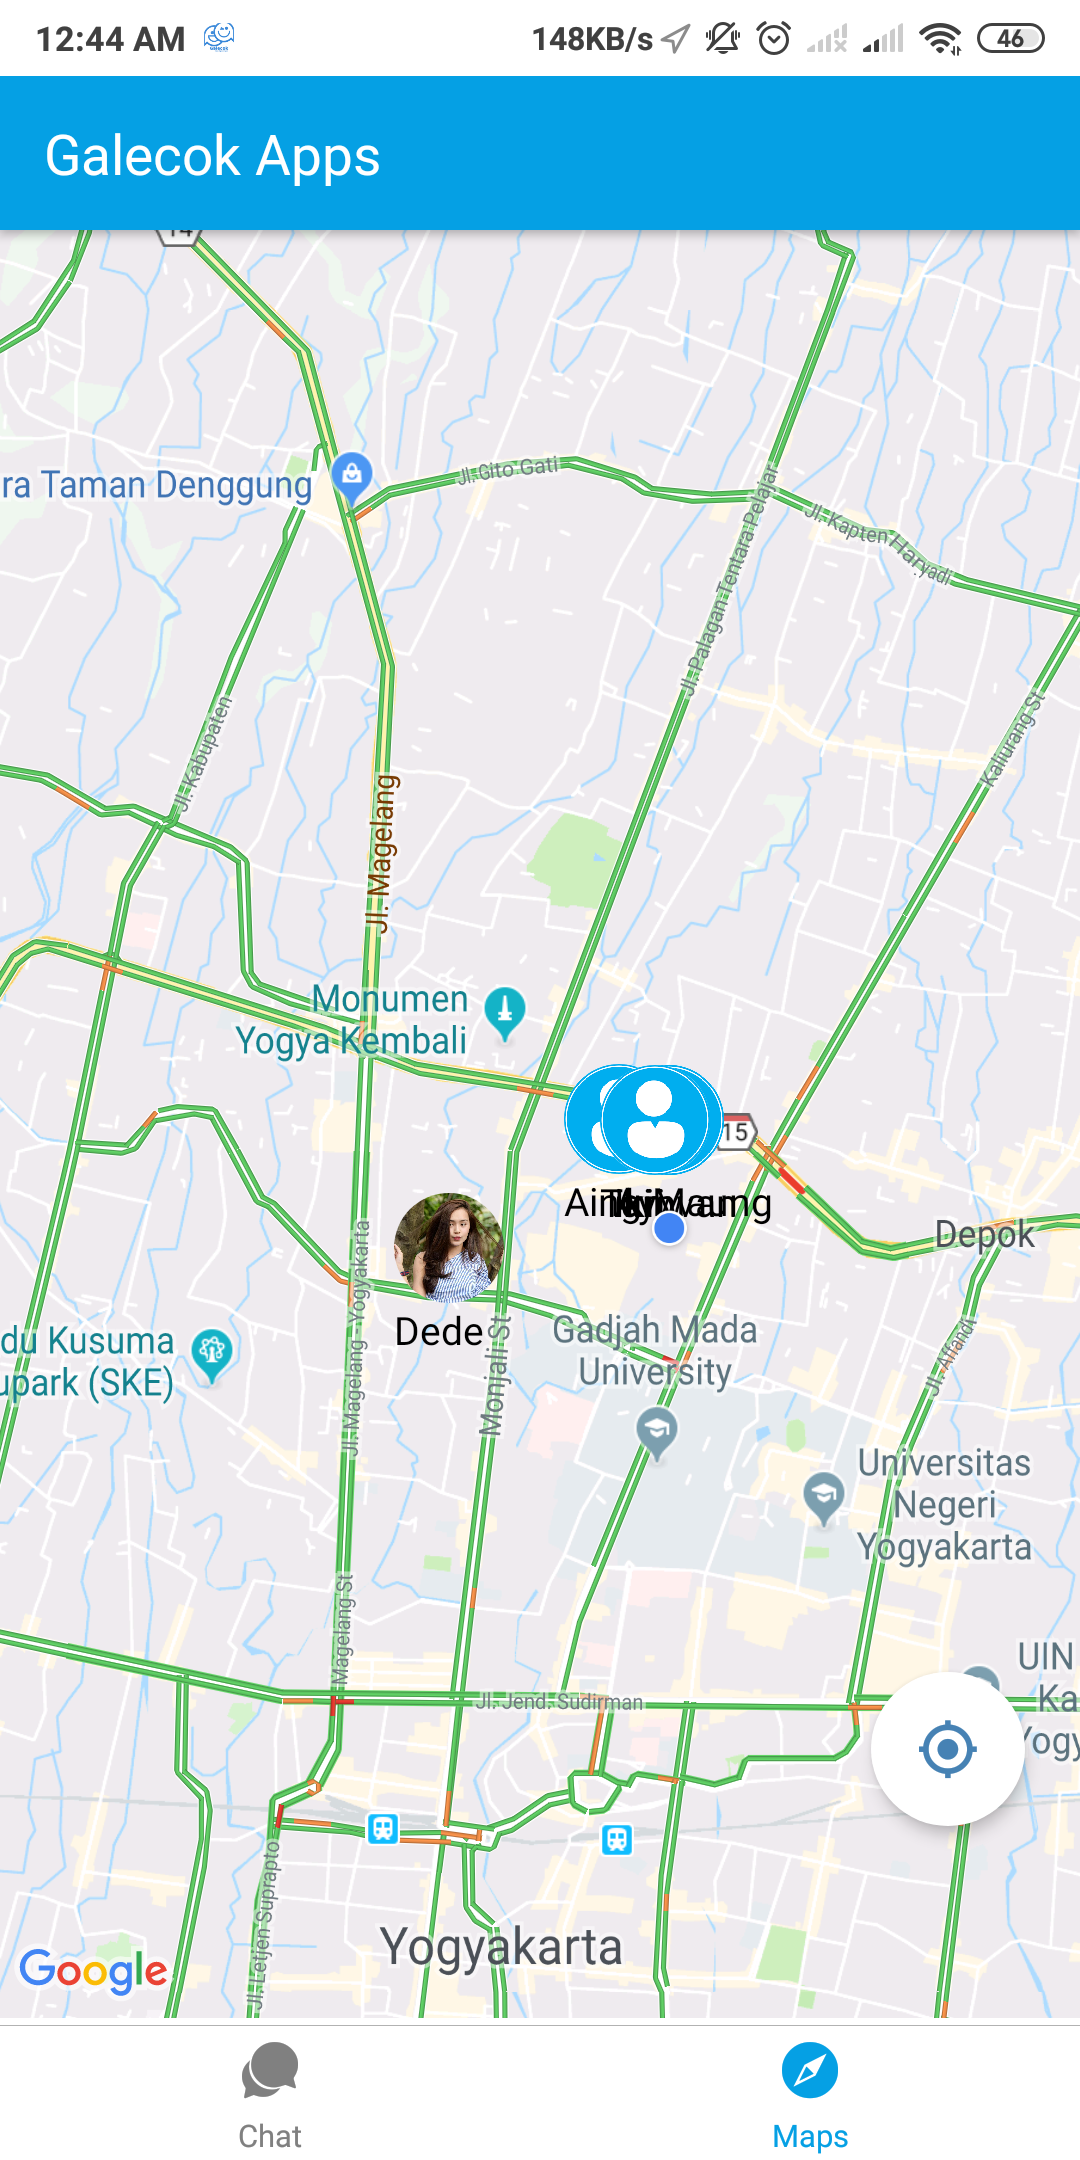 12:44 AM
148KB/s
46
Galecok Apps
14
ra Taman Denggung
Jl. Gito Gati
Jl. Kapten Haryadi
Jl. Palagan Tentara Pelajar
Kaliurang St
Jl. Kabupaten
Jl. Magelang
Monumen
Yogya Kembali
15
Depok
Dede
Jl. Magelang - Yogyakarta
Monjali St
Gadjah Mada
University
Jl. Affandi
du Kusuma
upark (SKE)
Universitas
Negeri
Yogyakarta
Magelang St
UIN
Ka
Yogy
Jl. Jend. Sudirman
Jl. Letjen Suprapto
Yogyakarta
Google
Chat
Maps